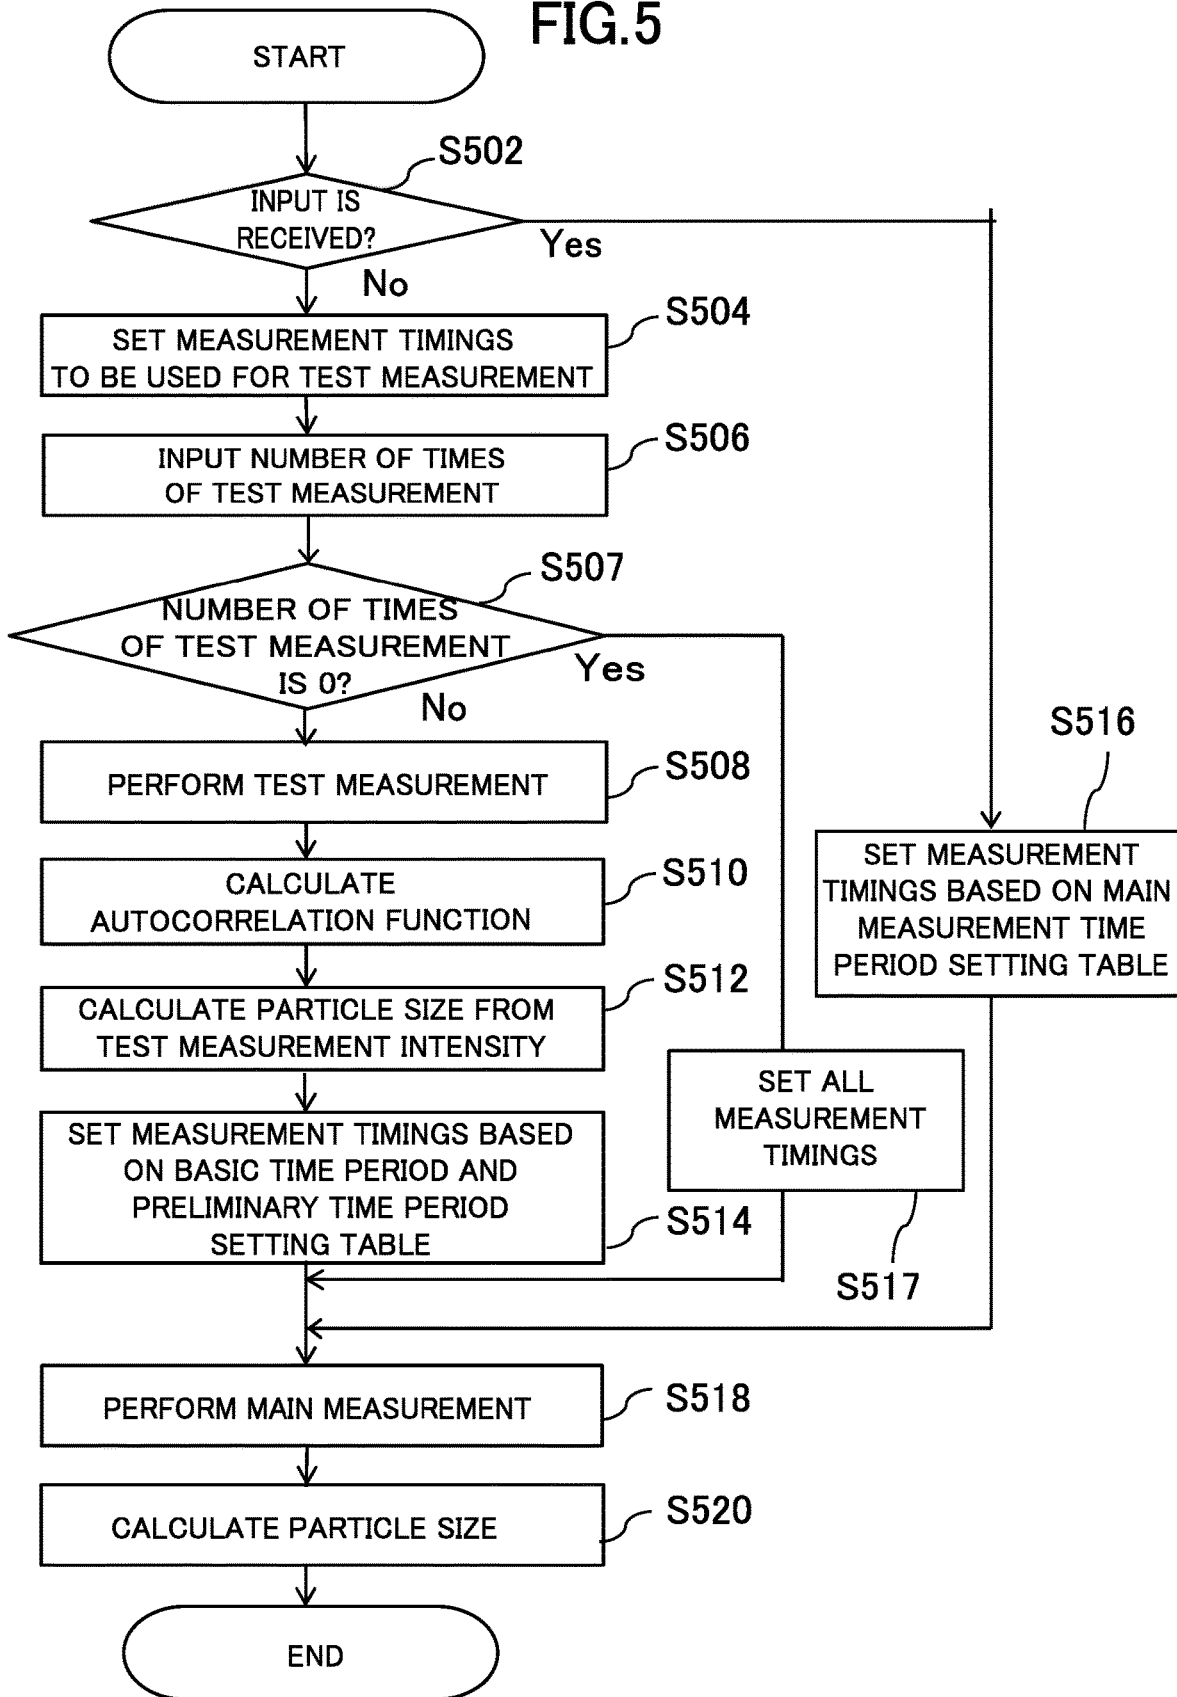 FIG.5
START
S502
INPUT IS
RECEIVED?
Yes
No
S504
SET MEASUREMENT TIMINGS
TO BE USED FOR TEST MEASUREMENT
S506
INPUT NUMBER OF TIMES
OF TEST MEASUREMENT
S507
NUMBER OF TIMES
OF TEST MEASUREMENT
IS 0?
Yes
No
S508
PERFORM TEST MEASUREMENT
S510
CALCULATE
AUTOCORRELATION FUNCTION
S512
CALCULATE PARTICLE SIZE FROM
TEST MEASUREMENT INTENSITY
SET MEASUREMENT TIMINGS BASED
ON BASIC TIME PERIOD AND
PRELIMINARY TIME PERIOD
SETTING TABLE
S514
S516
SET MEASUREMENT
TIMINGS BASED ON MAIN
MEASUREMENT TIME
PERIOD SETTING TABLE
SET ALL
MEASUREMENT
TIMINGS
S517
PERFORM MAIN MEASUREMENT
S518
CALCULATE PARTICLE SIZE
S520
END